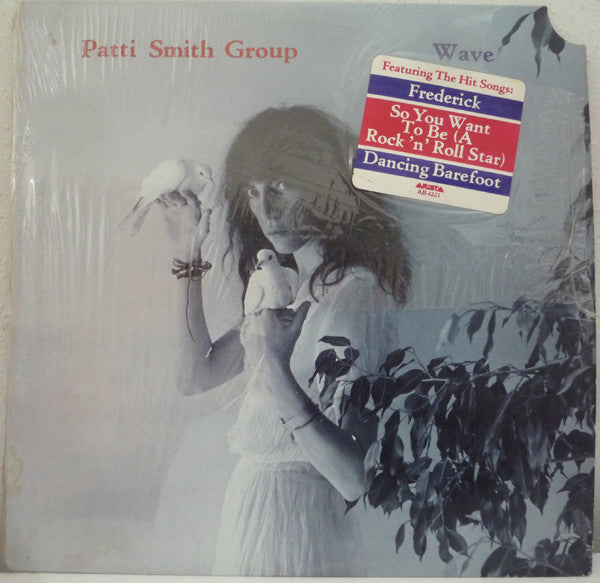 Patti Smith Group
Wave
Featuring The Hit Songs:
Frederick
So You Want
To Be (A
Rock 'n' Roll Star)
Dancing Barefoot
ARISTA
AB 4221